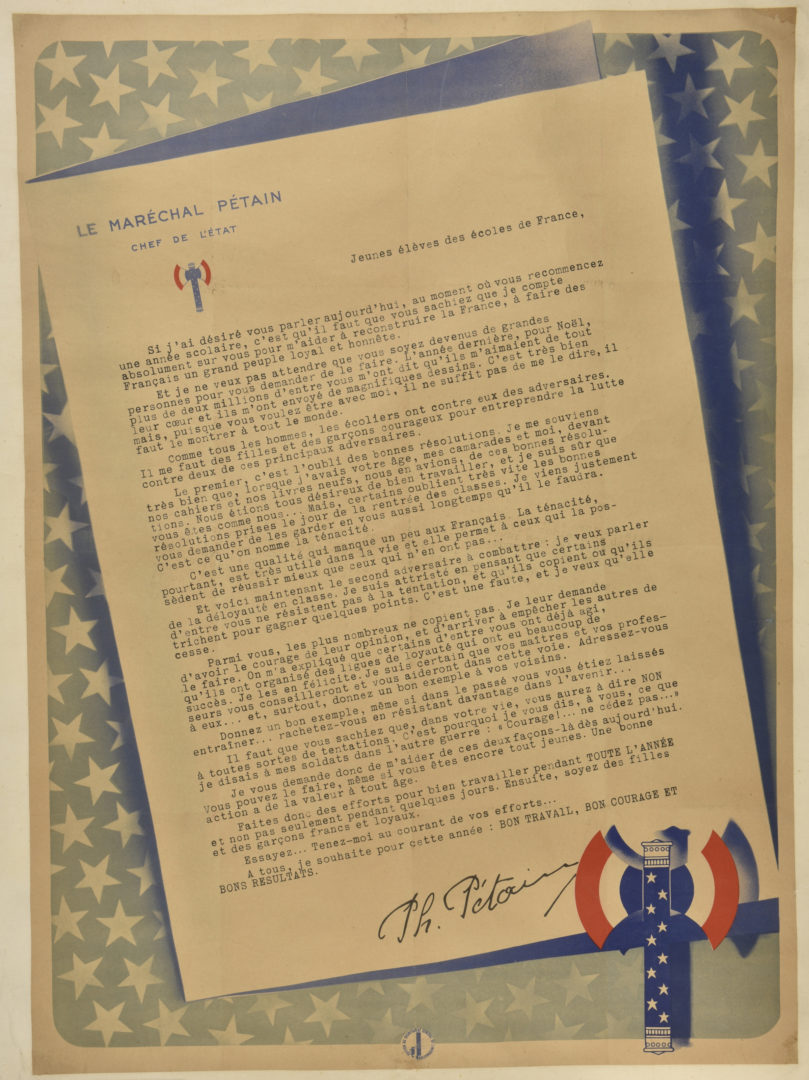 LE MARÉCHAL PÉTAIN
CHEF DE L'ÉTAT
Jeunes élèves des écoles de France,
Si j'ai désiré vous parler aujourd'hui, au moment où vous recommencez
une année scolaire, c'est qu'il faut que vous sachiez que je compte
absolument sur vous pour m'aider à reconstruire la France, à faire des
Français un grand peuple loyal et honnête.
Et je ne veux pas attendre que vous soyez devenus de grandes
personnes pour vous demander de le faire. L'année dernière, pour Noël,
plus de deux millions d'entre vous m'ont dit qu'ils m'aimaient de tout
leur cœur et ils m'ont envoyé de magnifiques dessins. C'est très bien
mais, puisque vous voulez être avec moi, il ne suffit pas de me le dire, il
faut le montrer à tout le monde.
Comme tous les hommes, les écoliers ont contre eux des adversaires.
Il me faut des filles et des garçons courageux pour entreprendre la lutte
contre deux de ces principaux adversaires.
Le premier, c'est l'oubli des bonnes résolutions. Je me souviens
très bien que, lorsque j'avais votre âge, mes camarades et moi, devant
nos cahiers et nos livres neufs, nous en avions, de ces bonnes résolu-
tions. Nous étions tous désireux de bien travailler, et je suis sûr que
vous êtes comme nous... Mais, certains oublient très vite les bonnes
résolutions prises le jour de la rentrée des classes. Je viens justement
vous demander de les garder en vous aussi longtemps qu'il le faudra.
C'est ce qu'on nomme la ténacité.
C'est une qualité qui manque un peu aux Français. La ténacité,
pourtant, est très utile dans la vie et elle permet à ceux qui la pos-
sèdent de réussir mieux que ceux qui n'en ont pas...
Et voici maintenant le second adversaire à combattre : je veux parler
de la déloyauté en classe. Je suis attristé en pensant que certains
d'entre vous ne résistent pas à la tentation, et qu'ils copient ou qu'ils
trichent pour gagner quelques points. C'est une faute, et je veux qu'elle
cesse.
Parmi vous, les plus nombreux ne copient pas. Je leur demande
d'avoir le courage de leur opinion, et d'arriver à empêcher les autres de
le faire. On m'a expliqué que certains d'entre vous ont déjà agi,
qu'ils ont organisé des ligues de loyauté qui ont eu beaucoup de
succès. Je les en félicite. Je suis certain que vos maîtres et vos profes-
seurs vous conseilleront et vous aideront dans cette voie. Adressez-vous
à eux... et, surtout, donnez un bon exemple à vos voisins.
Donnez un bon exemple, même si dans le passé vous vous étiez laissés
entraîner... rachetez-vous en résistant davantage dans l'avenir...
Il faut que vous sachiez que, dans votre vie, vous aurez à dire NON
à toutes sortes de tentations. C'est pourquoi je vous dis, à vous, ce que
je disais à mes soldats dans l'autre guerre : "Courage!... ne cédez pas..."
Je vous demande donc de m'aider de ces deux façons-là dès aujourd'hui.
Vous pouvez le faire, même si vous êtes encore tout jeunes. Une bonne
action a de la valeur à tout âge.
Faites donc des efforts pour bien travailler pendant TOUTE L'ANNÉE
et non pas seulement pendant quelques jours. Ensuite, soyez des filles
et des garçons francs et loyaux.
Essayez... Tenez-moi au courant de vos efforts...
A tous, je souhaite pour cette année : BON TRAVAIL, BON COURAGE ET
BONS RESULTATS.
Ph. Pétain